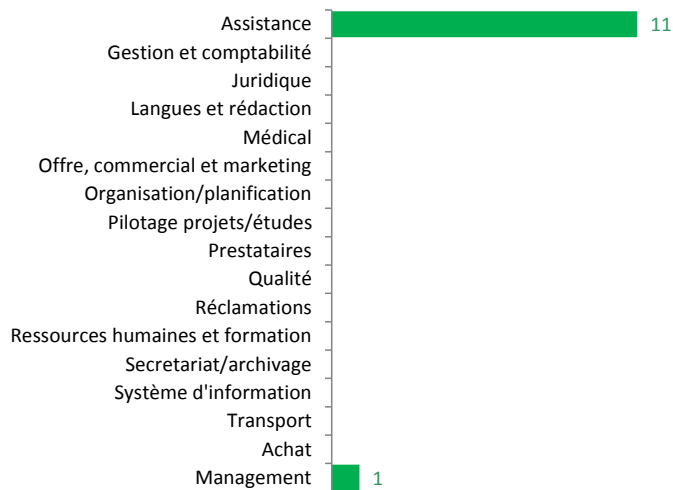 Assistance 11
Gestion et comptabilité
Juridique
Langues et rédaction
Médical
Offre, commercial et marketing
Organisation/planification
Pilotage projets/études
Prestataires
Qualité
Réclamations
Ressources humaines et formation
Secretariat/archivage
Système d'information
Transport
Achat
Management 1